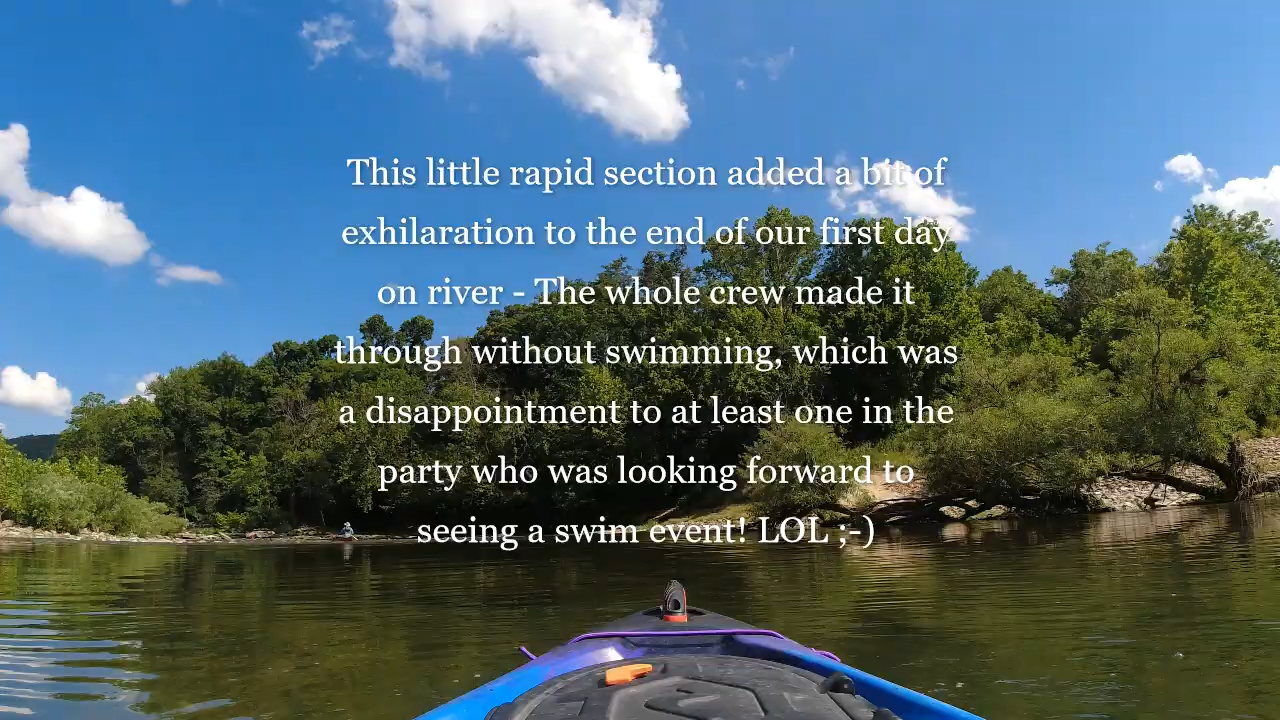 This little rapid section added a bit of
exhilaration to the end of our first day
on river - The whole crew made it
through without swimming, which was
a disappointment to at least one in the
party who was looking forward to
seeing a swim event! LOL ;-)